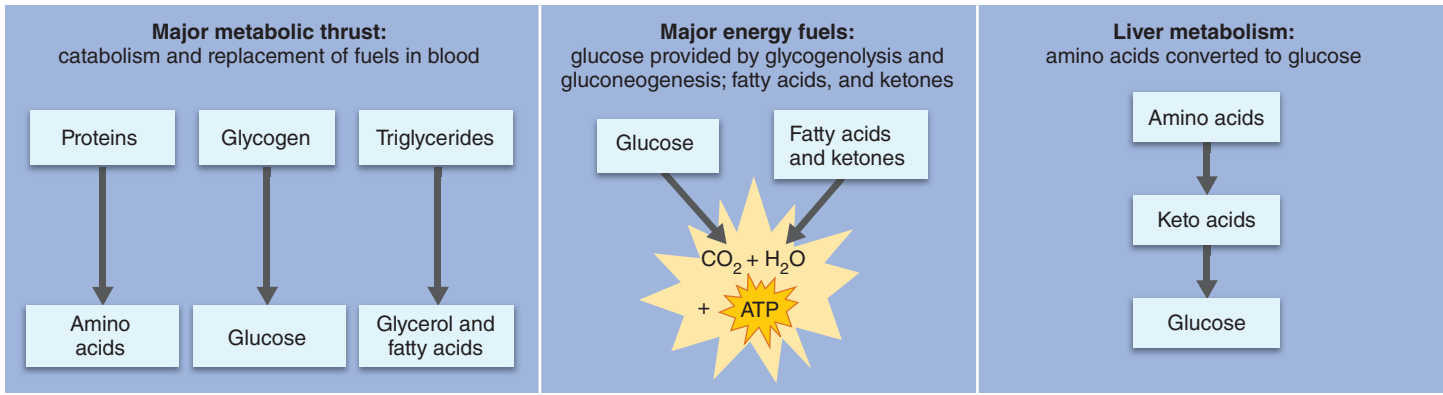 Major metabolic thrust:
catabolism and replacement of fuels in blood
Proteins
Glycogen
Triglycerides
Amino
acids
Glucose
Glycerol and
fatty acids
Major energy fuels:
glucose provided by glycogenolysis and
gluconeogenesis; fatty acids, and ketones
Glucose
Fatty acids
and ketones
CO₂ + H₂O
+ ATP
Liver metabolism:
amino acids converted to glucose
Amino acids
Keto acids
Glucose